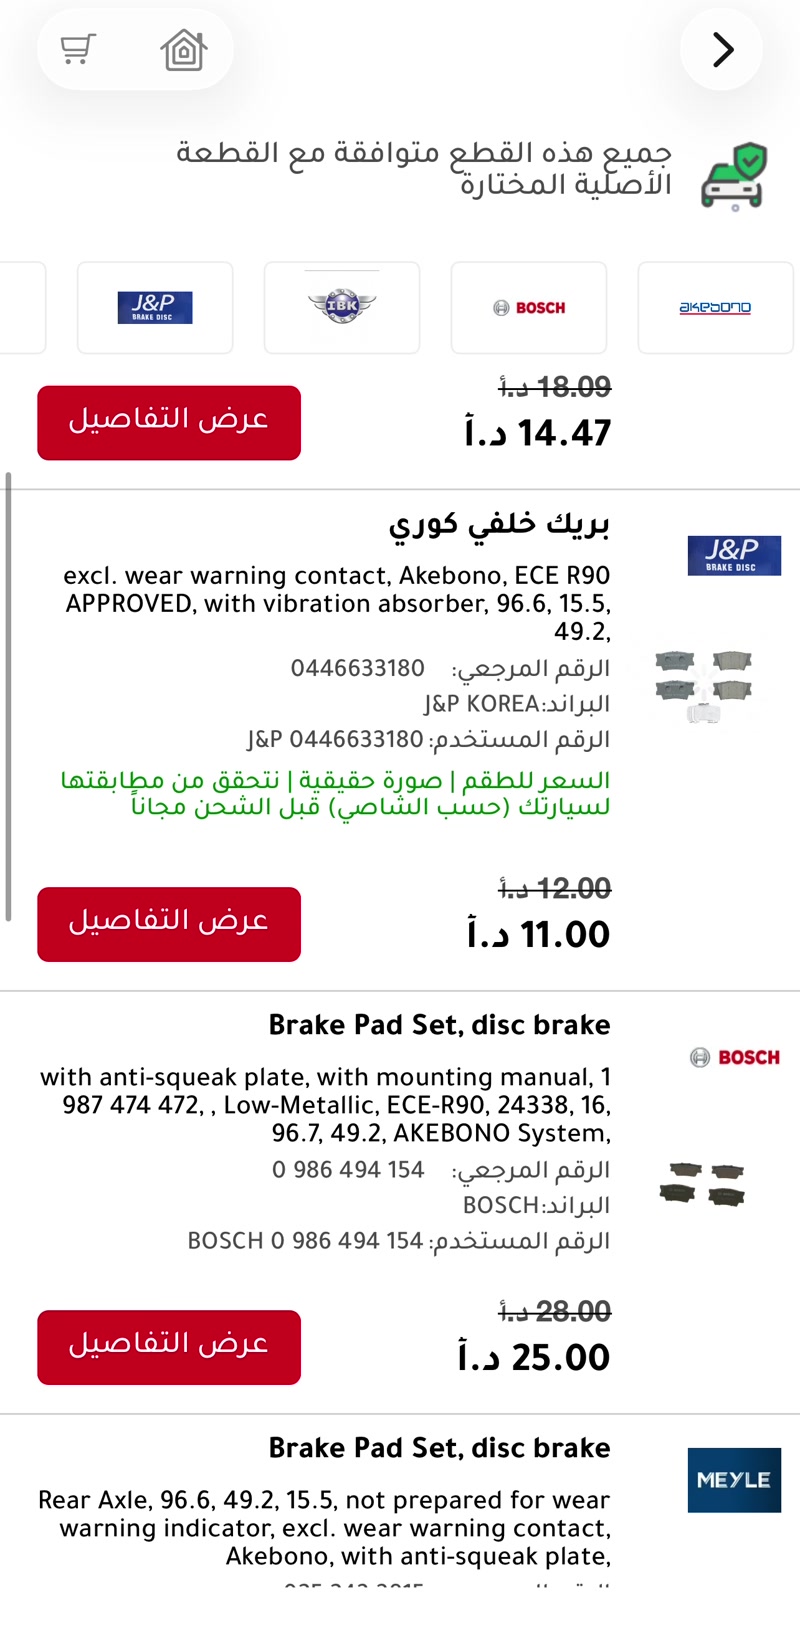 جميع هذه القطع متوافقة مع القطعة
الأصلية المختارة
akebono
BOSCH
IBK
J&P
BRAKE DISC
18.09 د.أ
14.47 د.أ
عرض التفاصيل
J&P
BRAKE DISC
بريك خلفي كوري
excl. wear warning contact, Akebono, ECE R90
APPROVED, with vibration absorber, 96.6, 15.5,
49.2,
الرقم المرجعي: 0446633180
البراند:J&P KOREA
الرقم المستخدم: J&P 0446633180
السعر للطقم | صورة حقيقية | نتحقق من مطابقتها
لسيارتك (حسب الشاصي) قبل الشحن مجاناً
12.00 د.أ
11.00 د.أ
عرض التفاصيل
BOSCH
Brake Pad Set, disc brake
with anti-squeak plate, with mounting manual, 1
987 474 472, , Low-Metallic, ECE-R90, 24338, 16,
96.7, 49.2, AKEBONO System,
الرقم المرجعي: 0 986 494 154
البراند:BOSCH
الرقم المستخدم: BOSCH 0 986 494 154
28.00 د.أ
25.00 د.أ
عرض التفاصيل
MEYLE
Brake Pad Set, disc brake
Rear Axle, 96.6, 49.2, 15.5, not prepared for wear
warning indicator, excl. wear warning contact,
Akebono, with anti-squeak plate,